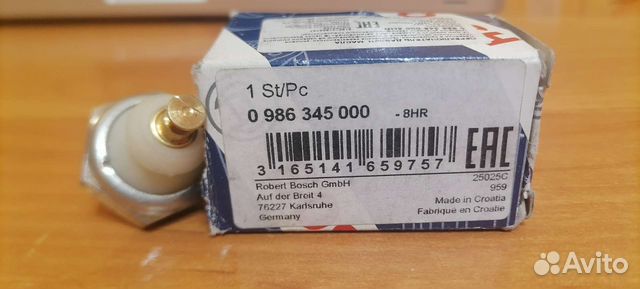 1 St/Pc
0 986 345 000 - 8HR
3 165141 659757
EAC
25025C
959
Robert Bosch GmbH
Auf der Breit 4
76227 Karlsruhe
Germany
Made in Croatia
Fabriqué en Croatie
Avito